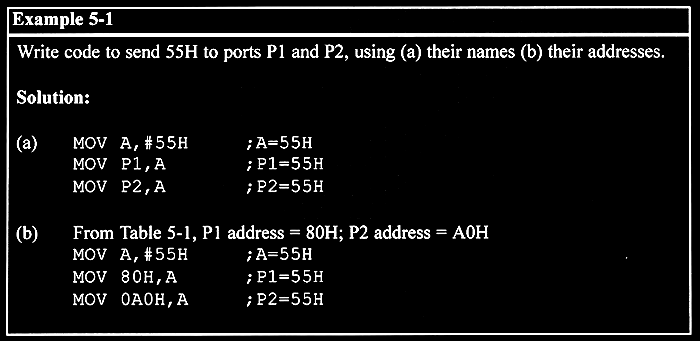 Example 5-1
Write code to send 55H to ports P1 and P2, using (a) their names (b) their addresses.
Solution:
(a) MOV A,#55H ;A=55H
MOV P1,A ;P1=55H
MOV P2,A ;P2=55H
(b) From Table 5-1, P1 address = 80H; P2 address = A0H
MOV A,#55H ;A=55H
MOV 80H,A ;P1=55H
MOV 0A0H,A ;P2=55H